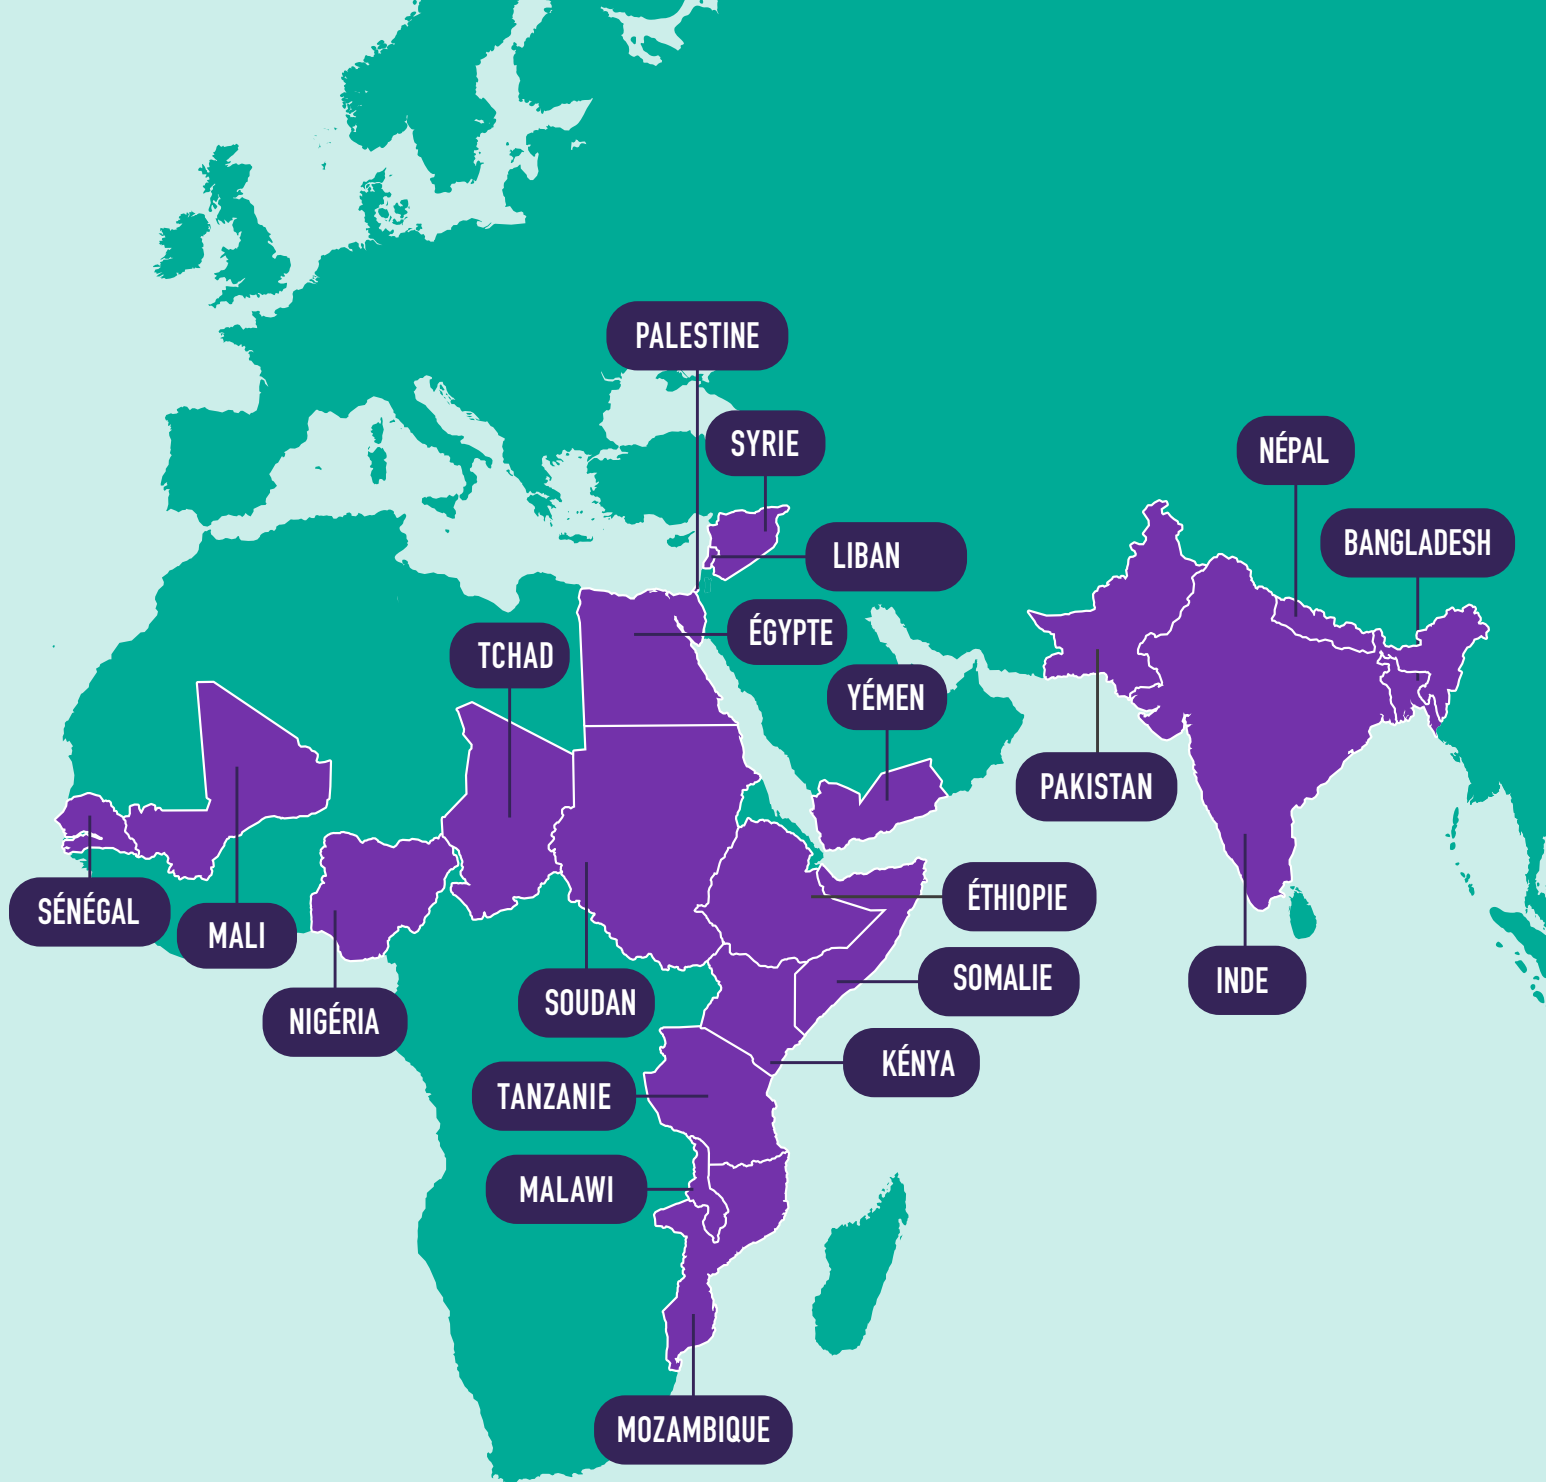 PALESTINE
SYRIE
NÉPAL
BANGLADESH
LIBAN
ÉGYPTE
TCHAD
YÉMEN
PAKISTAN
SÉNÉGAL
MALI
ÉTHIOPIE
NIGÉRIA
SOUDAN
SOMALIE
INDE
KÉNYA
TANZANIE
MALAWI
MOZAMBIQUE